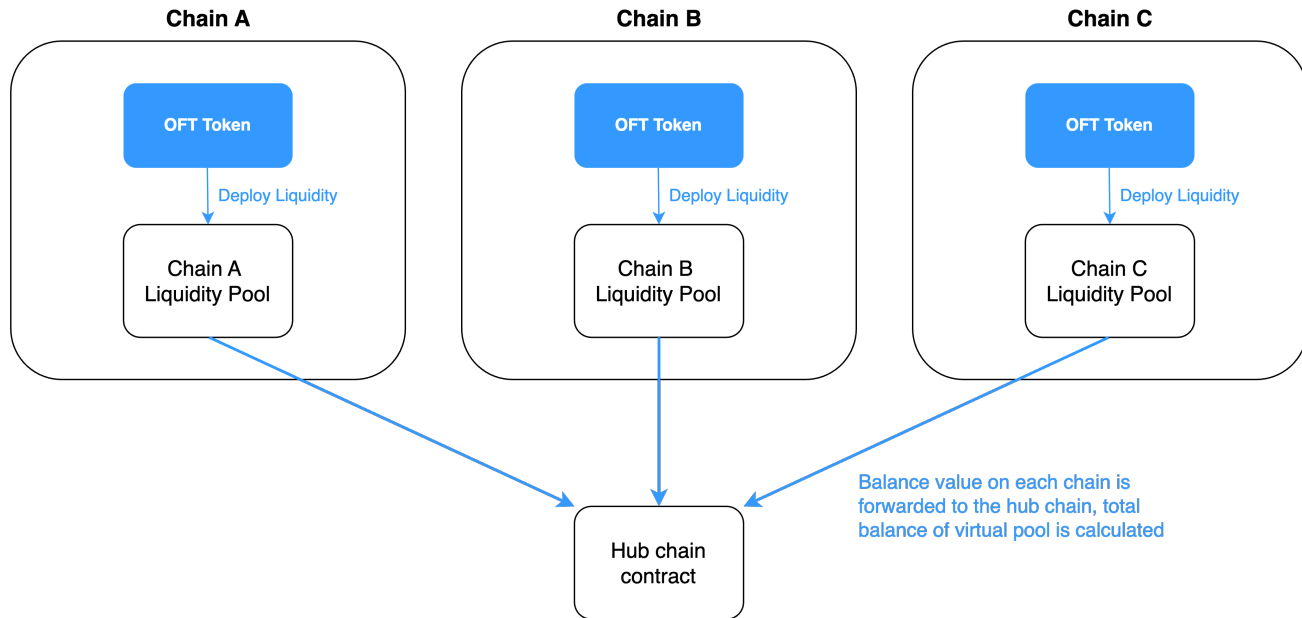 Chain A
Chain B
Chain C
OFT Token
OFT Token
OFT Token
Deploy Liquidity
Deploy Liquidity
Deploy Liquidity
Chain A
Liquidity Pool
Chain B
Liquidity Pool
Chain C
Liquidity Pool
Balance value on each chain is
forwarded to the hub chain, total
balance of virtual pool is calculated
Hub chain
contract